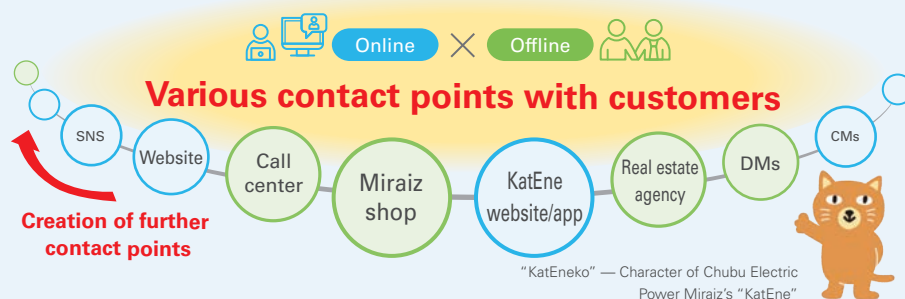 Online
Offline
Various contact points with customers
SNS
Website
Call
center
Miraiz
shop
KatEne
website/app
Real estate
agency
DMs
CMs
Creation of further
contact points
“KatEneko” — Character of Chubu Electric
Power Miraiz’s “KatEne”